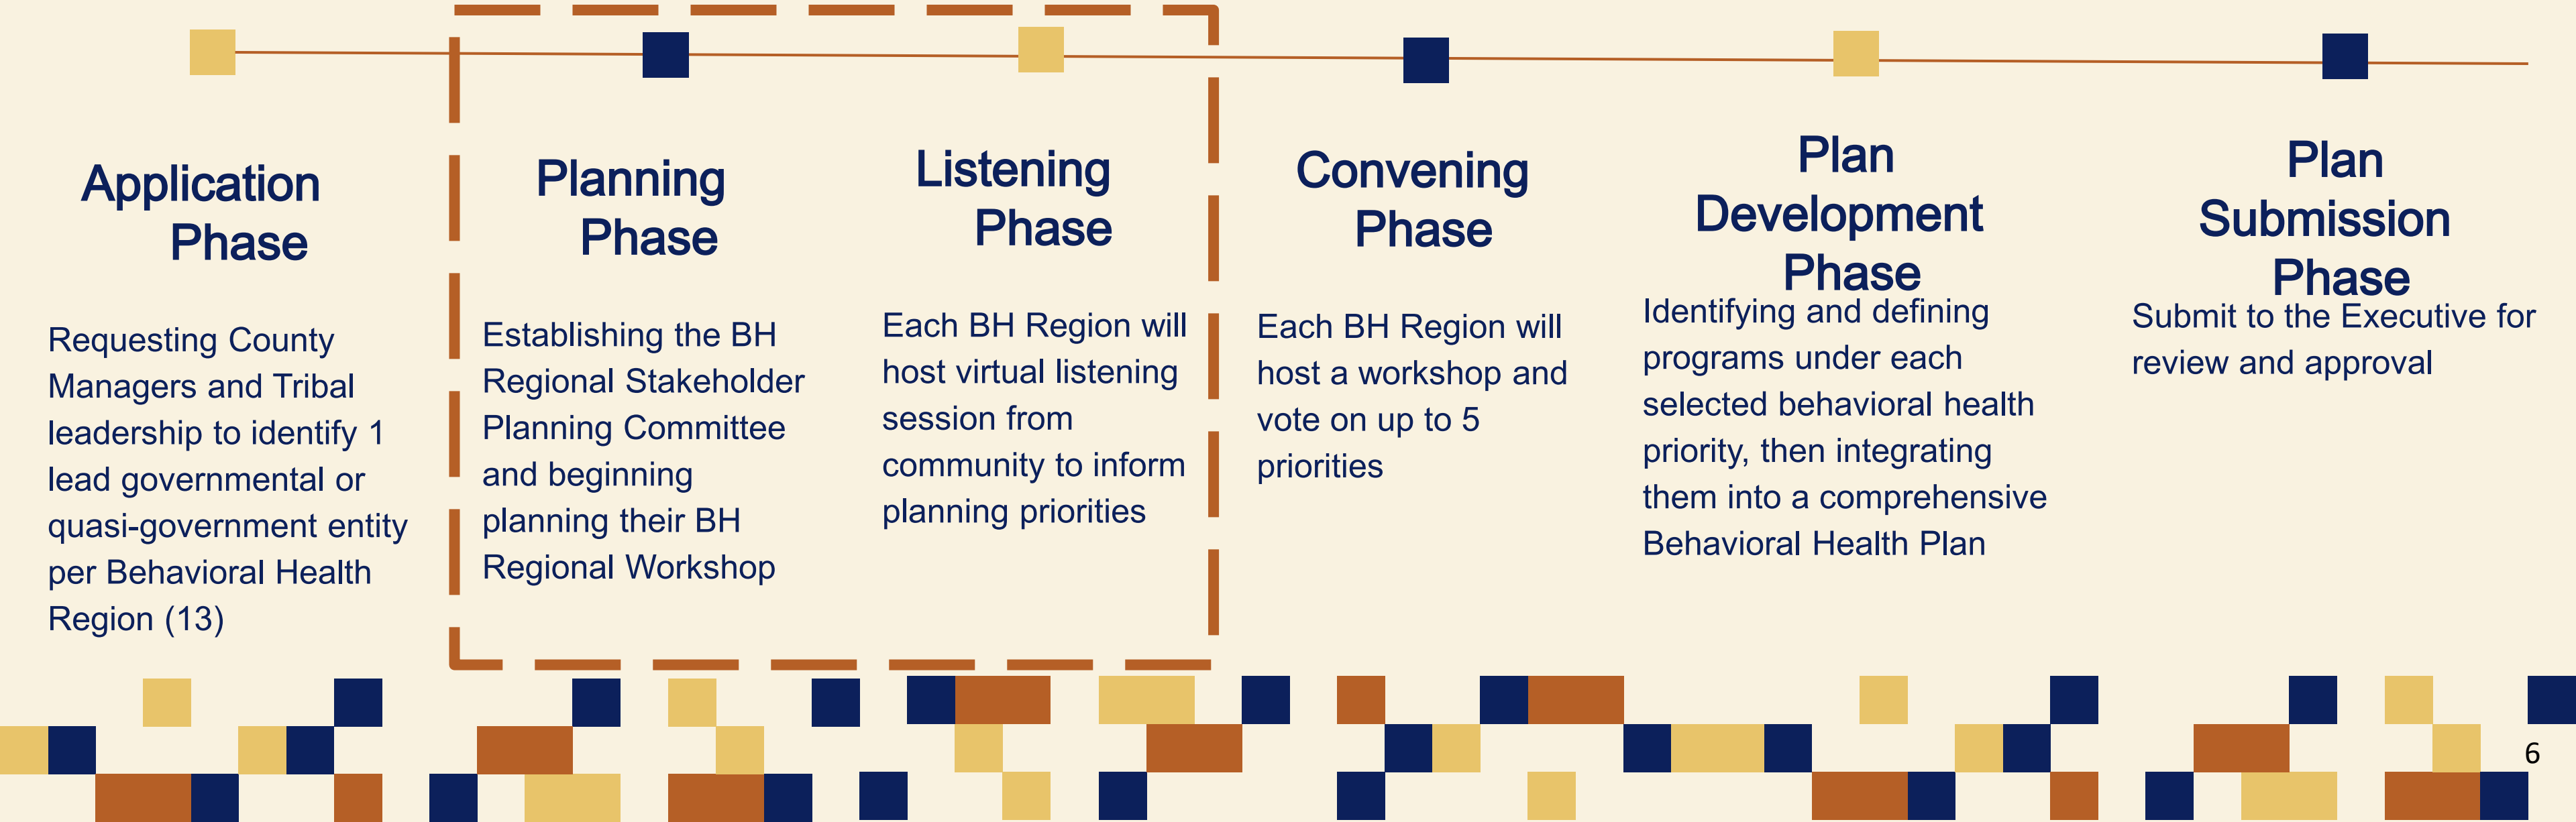 Application
Phase
Requesting County
Managers and Tribal
leadership to identify 1
lead governmental or
quasi-government entity
per Behavioral Health
Region (13)
Planning
Phase
Establishing the BH
Regional Stakeholder
Planning Committee
and beginning
planning their BH
Regional Workshop
Listening
Phase
Each BH Region will
host virtual listening
session from
community to inform
planning priorities
Convening
Phase
Each BH Region will
host a workshop and
vote on up to 5
priorities
Plan
Development
Phase
Identifying and defining
programs under each
selected behavioral health
priority, then integrating
them into a comprehensive
Behavioral Health Plan
Plan
Submission
Phase
Submit to the Executive for
review and approval
6